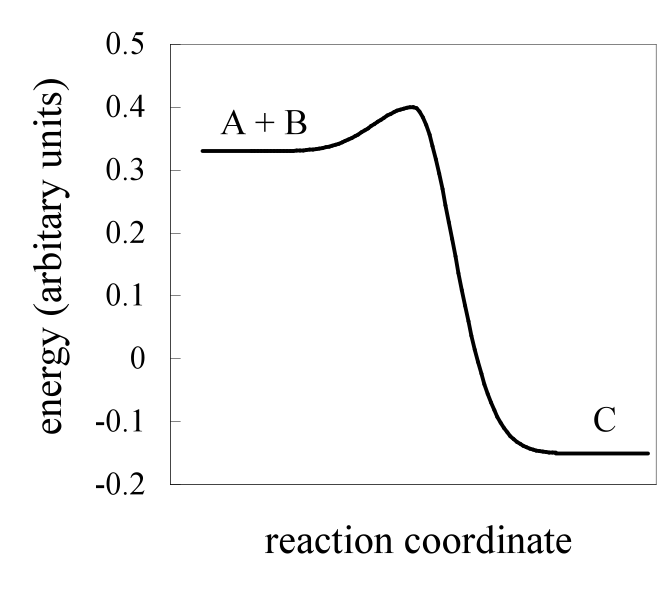 0.5
0.4
0.3
0.2
0.1
0
-0.1
-0.2
energy (arbitary units)
A + B
C
reaction coordinate